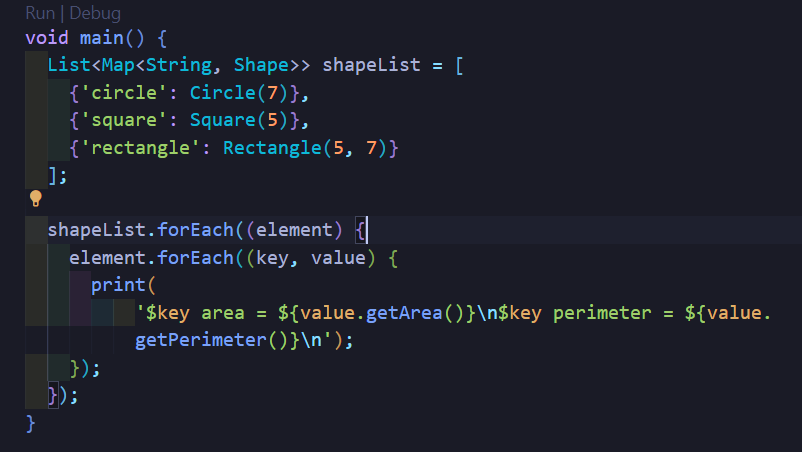 Run | Debug
void main() {
  List<Map<String, Shape>> shapeList = [
    {'circle': Circle(7)},
    {'square': Square(5)},
    {'rectangle': Rectangle(5, 7)}
  ];
  shapeList.forEach((element) {
    element.forEach((key, value) {
      print(
          '$key area = ${value.getArea()}\n$key perimeter = ${value.
          getPerimeter()}\n');
    });
  });
}